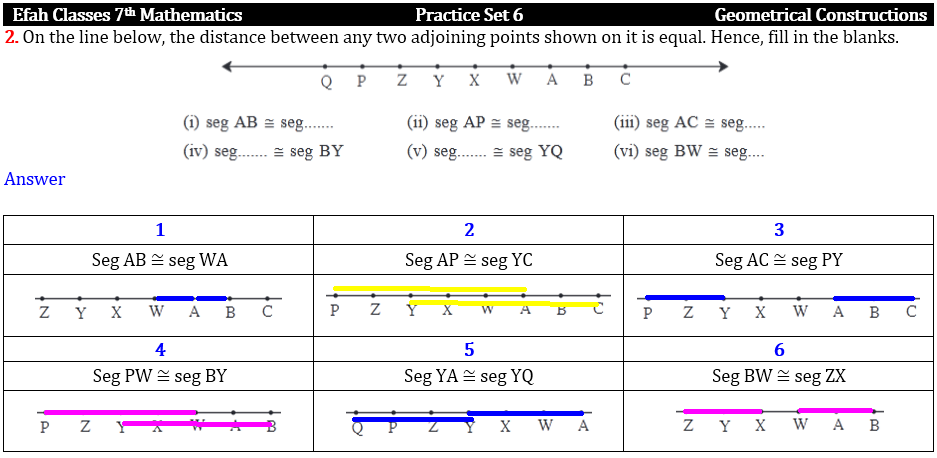 Efah Classes 7th Mathematics Practice Set 6 Geometrical Constructions
2. On the line below, the distance between any two adjoining points shown on it is equal. Hence, fill in the blanks.
Q P Z Y X W A B C
(i) seg AB ≅ seg....... (ii) seg AP ≅ seg....... (iii) seg AC ≅ seg.....
(iv) seg....... ≅ seg BY (v) seg....... ≅ seg YQ (vi) seg BW ≅ seg....
Answer
1 2 3
Seg AB ≅ seg WA Seg AP ≅ seg YC Seg AC ≅ seg PY
Z Y X W A B C P Z Y X W A B C P Z Y X W A B C
4 5 6
Seg PW ≅ seg BY Seg YA ≅ seg YQ Seg BW ≅ seg ZX
P Z Y X W A B Q P Z Y X W A Z Y X W A B